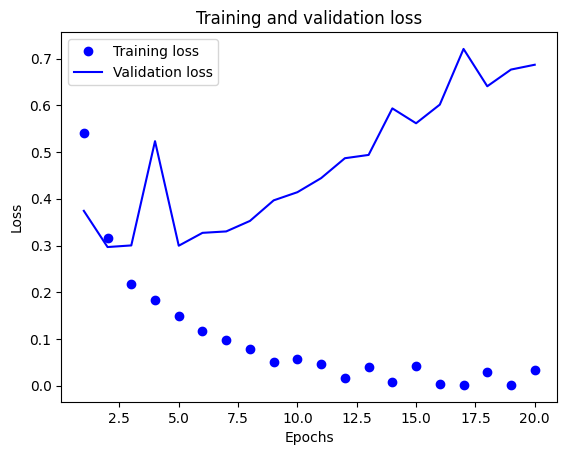 Training and validation loss
Training loss
Validation loss
Loss
0.7
0.6
0.5
0.4
0.3
0.2
0.1
0.0
2.5 5.0 7.5 10.0 12.5 15.0 17.5 20.0
Epochs